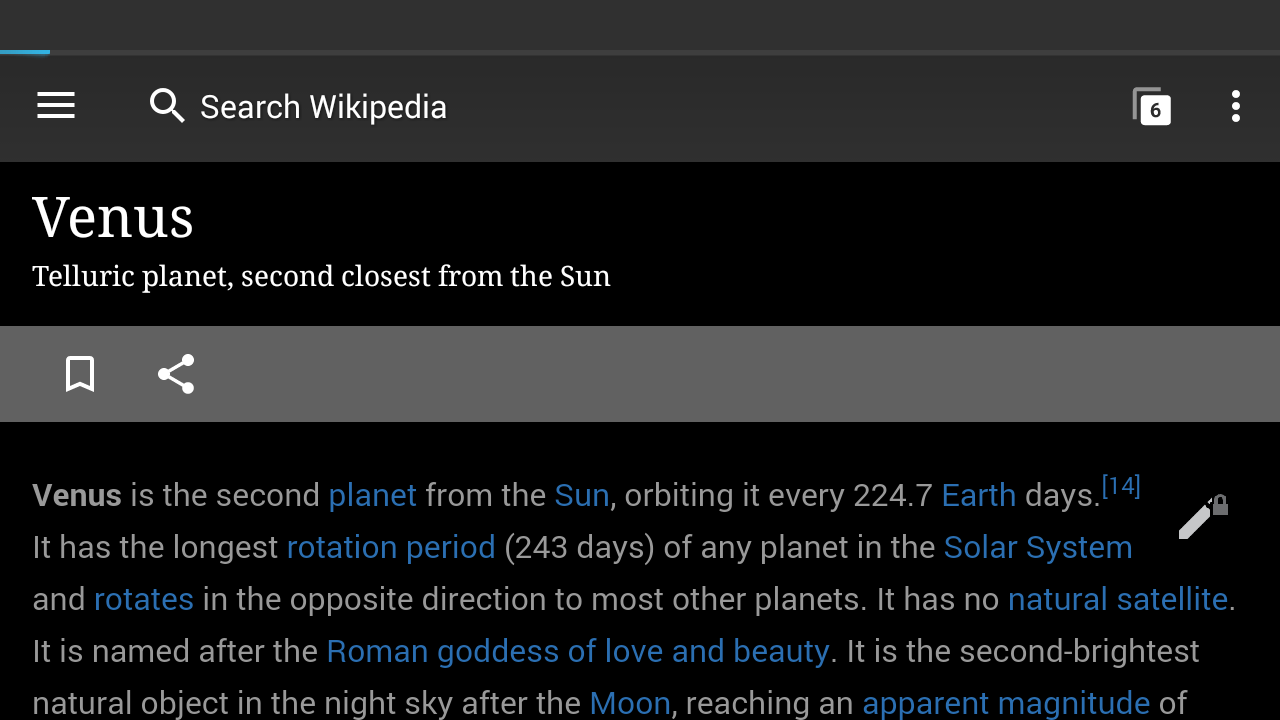 Search Wikipedia
6
Venus
Telluric planet, second closest from the Sun
Venus is the second planet from the Sun, orbiting it every 224.7 Earth days.[14]
It has the longest rotation period (243 days) of any planet in the Solar System
and rotates in the opposite direction to most other planets. It has no natural satellite.
It is named after the Roman goddess of love and beauty. It is the second-brightest
natural object in the night sky after the Moon, reaching an apparent magnitude of